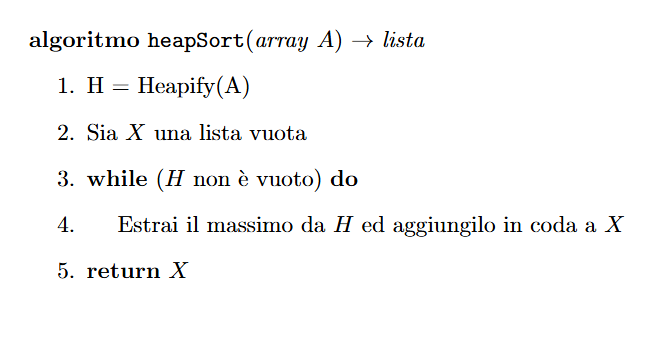 algoritmo heapSort(array A) → lista
1. H = Heapify(A)
2. Sia X una lista vuota
3. while (H non è vuoto) do
4. Estrai il massimo da H ed aggiungilo in coda a X
5. return X